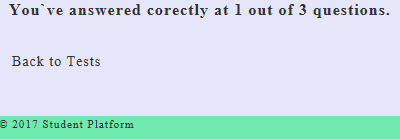 You`ve answered corectly at 1 out of 3 questions.
Back to Tests
© 2017 Student Platform